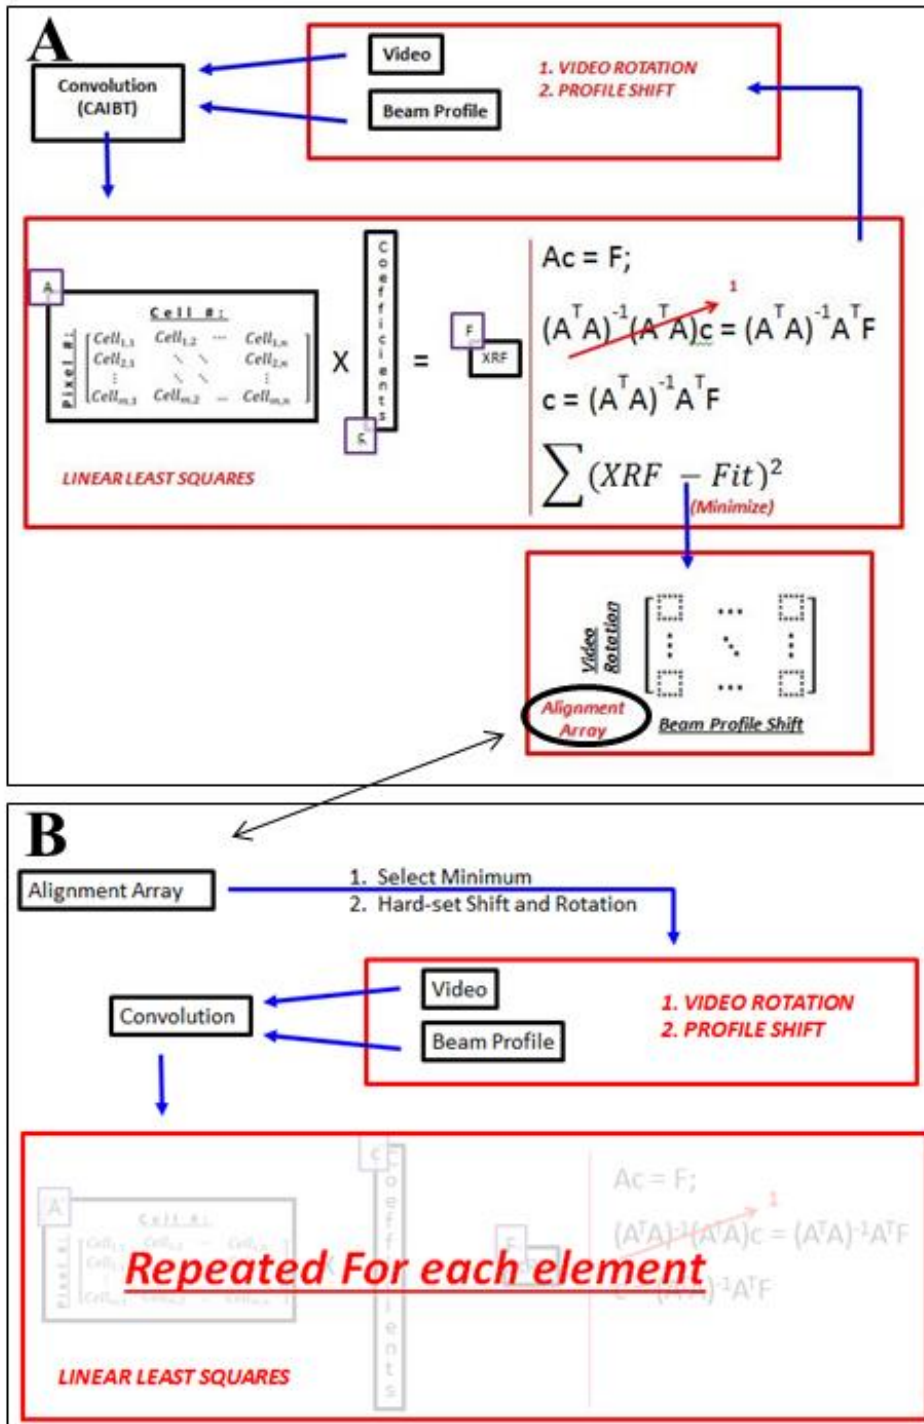 A
Convolution
(CAIBT)
Video
Beam Profile
1. VIDEO ROTATION
2. PROFILE SHIFT
A
Cell #:
Pixel #:
Cell₁,₁ Cell₁,₂ ⋯ Cell₁,ₙ
Cell₂,₁ ⋱ ⋱ Cell₂,ₙ
⋮ ⋱ ⋱ ⋮
Cellₘ,₁ Cellₘ,₂ … Cellₘ,ₙ
X
Coefficients
C
=
F
XRF
LINEAR LEAST SQUARES
Ac = F;
1
(AᵀA)⁻¹(AᵀA)c = (AᵀA)⁻¹AᵀF
c = (AᵀA)⁻¹AᵀF
∑(XRF − Fit)²
(Minimize)
Video
Rotation
Alignment
Array
Beam Profile Shift
B
Alignment Array
1. Select Minimum
2. Hard-set Shift and Rotation
Convolution
Video
Beam Profile
1. VIDEO ROTATION
2. PROFILE SHIFT
A
Cell #:
Pixel #:
C
Coefficients
F
Ac = F;
1
(AᵀA)⁻¹(AᵀA)c = (AᵀA)⁻¹AᵀF
Repeated For each element
LINEAR LEAST SQUARES